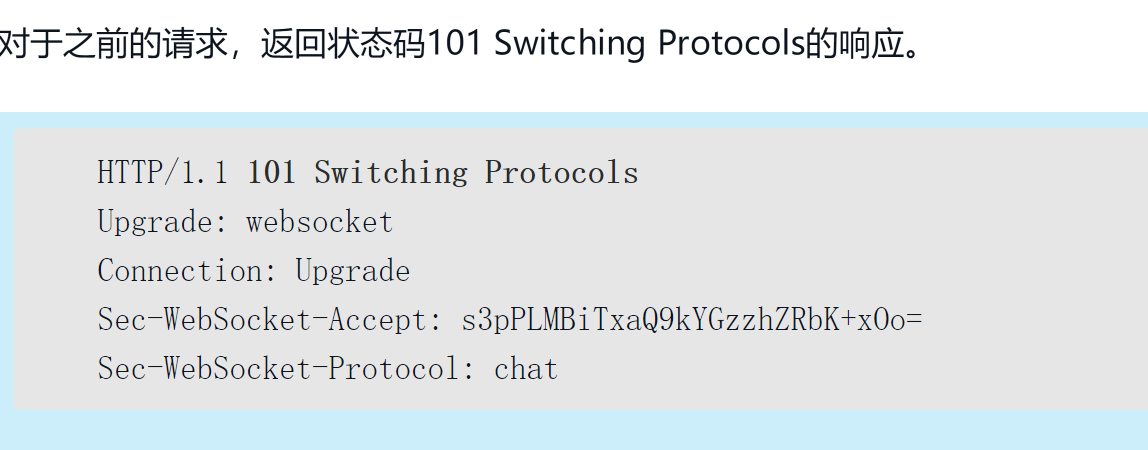 对于之前的请求，返回状态码101 Switching Protocols的响应。
HTTP/1.1 101 Switching Protocols
Upgrade: websocket
Connection: Upgrade
Sec-WebSocket-Accept: s3pPLMBiTxaQ9kYGzzhZRbK+xOo=
Sec-WebSocket-Protocol: chat